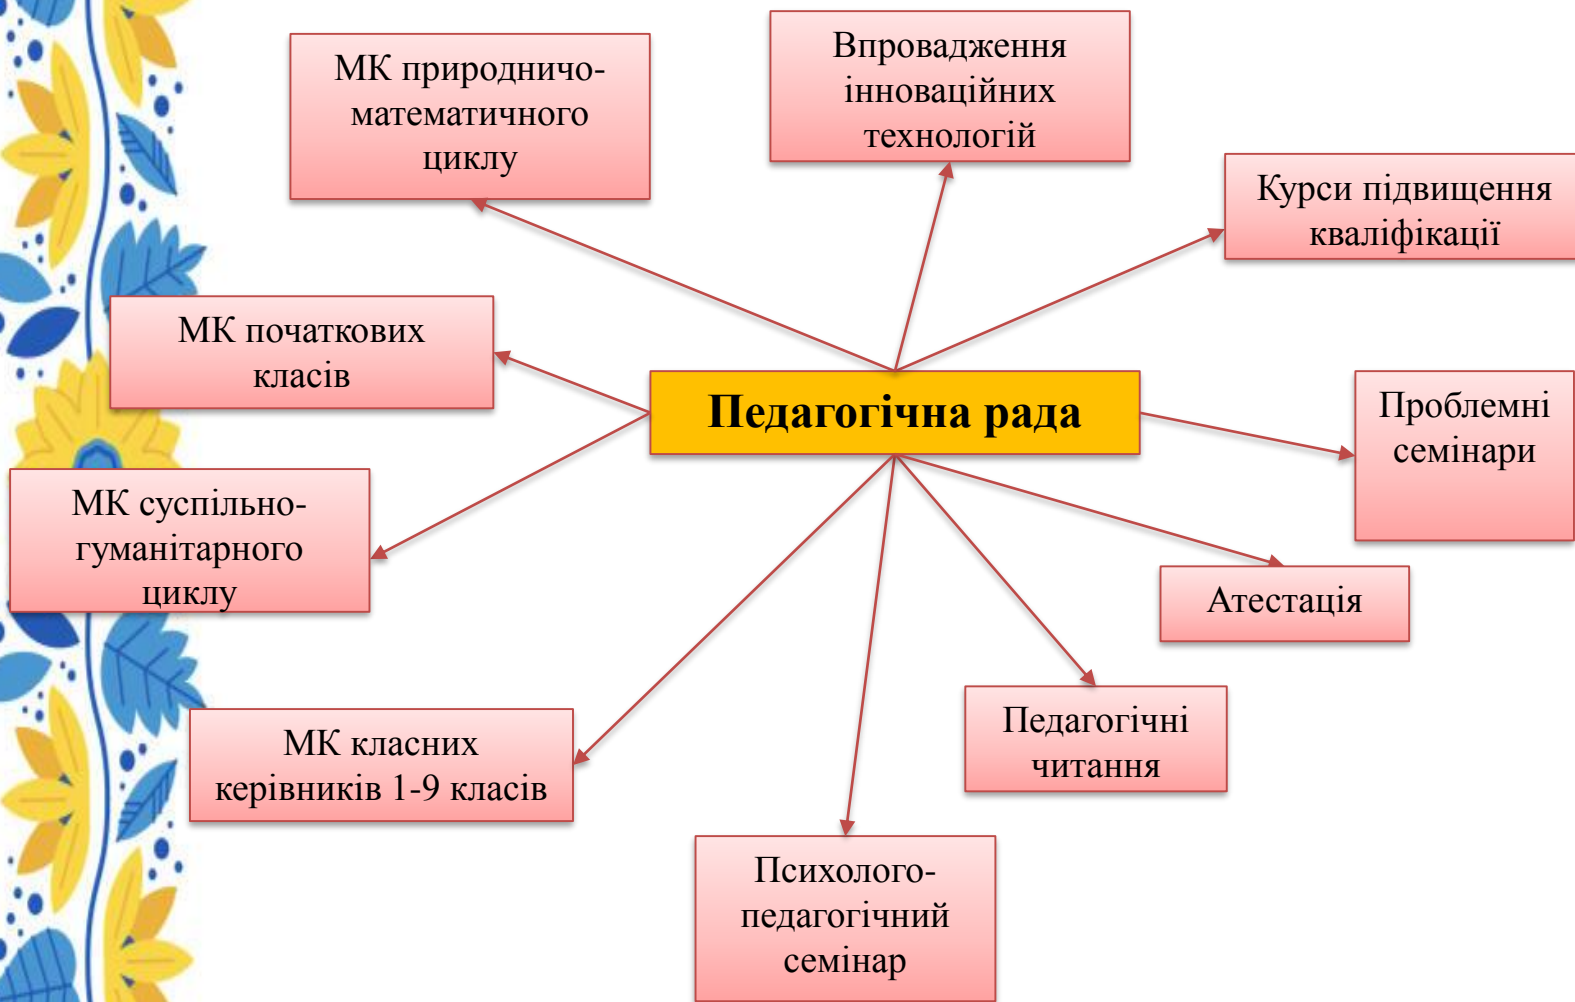 МК природничо-
математичного
циклу
Впровадження
інноваційних
технологій
Курси підвищення
кваліфікації
МК початкових
класів
Педагогічна рада
Проблемні
семінари
МК суспільно-
гуманітарного
циклу
Атестація
МК класних
керівників 1-9 класів
Педагогічні
читання
Психолого-
педагогічний
семінар